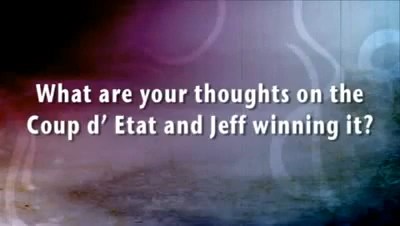 What are your thoughts on the
Coup d' Etat and Jeff winning it?